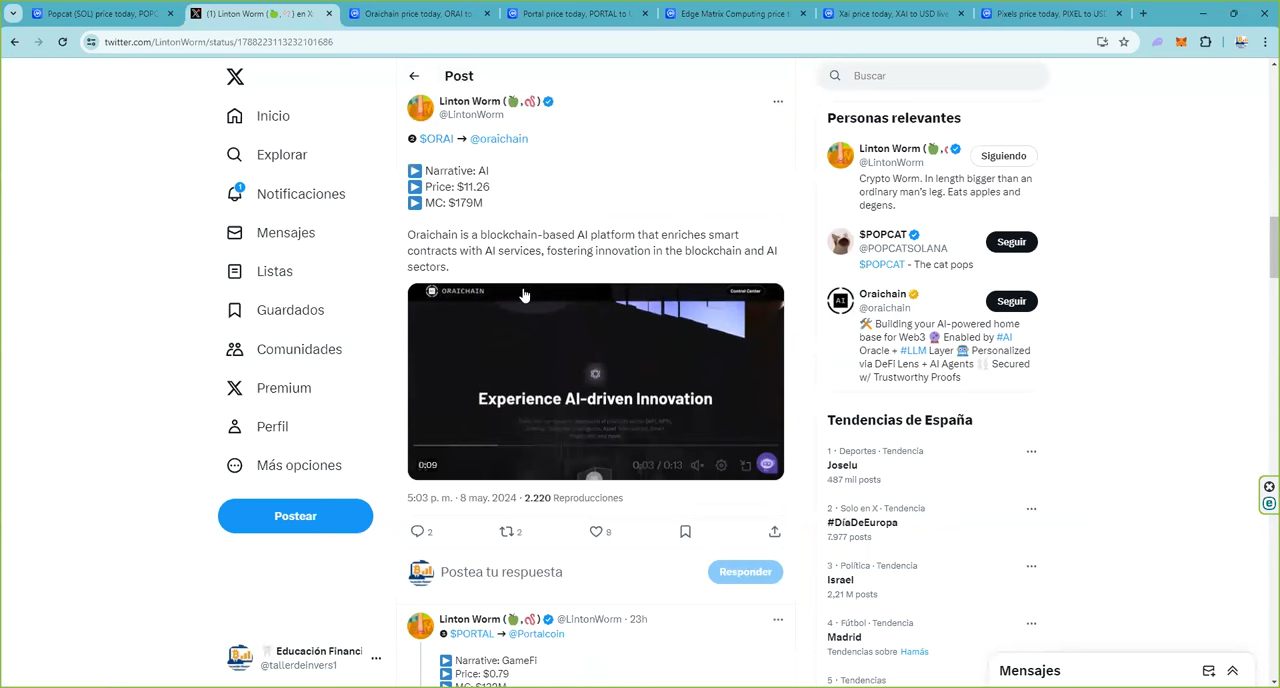 Popcat (SOL) price today, POPC
(1) Linton Worm
en X
Oraichain price today, ORAI to
Portal price today, PORTAL to
Edge Matrix Computing price
Xai price today, XAI to USD live
Pixels price today, PIXEL to US
twitter.com/LintonWorm/status/1788223113232101686
Post
Buscar
Inicio
Explorar
1
Notificaciones
Mensajes
Listas
Guardados
Comunidades
Premium
Perfil
Más opciones
Postear
Educación Financi
@tallerdeinvers1
Linton Worm (🍏,🪱)
@LintonWorm
❷ $ORAI → @oraichain
▶ Narrative: AI
▶ Price: $11.26
▶ MC: $179M
Oraichain is a blockchain-based AI platform that enriches smart
contracts with AI services, fostering innovation in the blockchain and AI
sectors.
ORAICHAIN
Control Center
Experience AI-driven Innovation
0:09
0:03 / 0:13
5:03 p. m. · 8 may. 2024 · 2.220 Reproducciones
2
2
8
Postea tu respuesta
Responder
Linton Worm (🍏,🪱) @LintonWorm · 23h
❸ $PORTAL → @Portalcoin
▶ Narrative: GameFi
▶ Price: $0.79
Personas relevantes
Linton Worm (🍏,
@LintonWorm
Siguiendo
Crypto Worm. In length bigger than an
ordinary man's leg. Eats apples and
degens.
$POPCAT
@POPCATSOLANA
Seguir
$POPCAT - The cat pops
Oraichain
@oraichain
Seguir
AI
🛠 Building your AI-powered home
base for Web3 🔮 Enabled by #AI
Oracle + #LLM Layer Personalized
via DeFi Lens + AI Agents Secured
w/ Trustworthy Proofs
Tendencias de España
1 · Deportes · Tendencia
Joselu
487 mil posts
2 · Solo en X · Tendencia
#DíaDeEuropa
7.977 posts
3 · Política · Tendencia
Israel
2,21 M posts
4 · Fútbol · Tendencia
Madrid
Tendencias sobre Hamás
5 · Tendencias
Mensajes